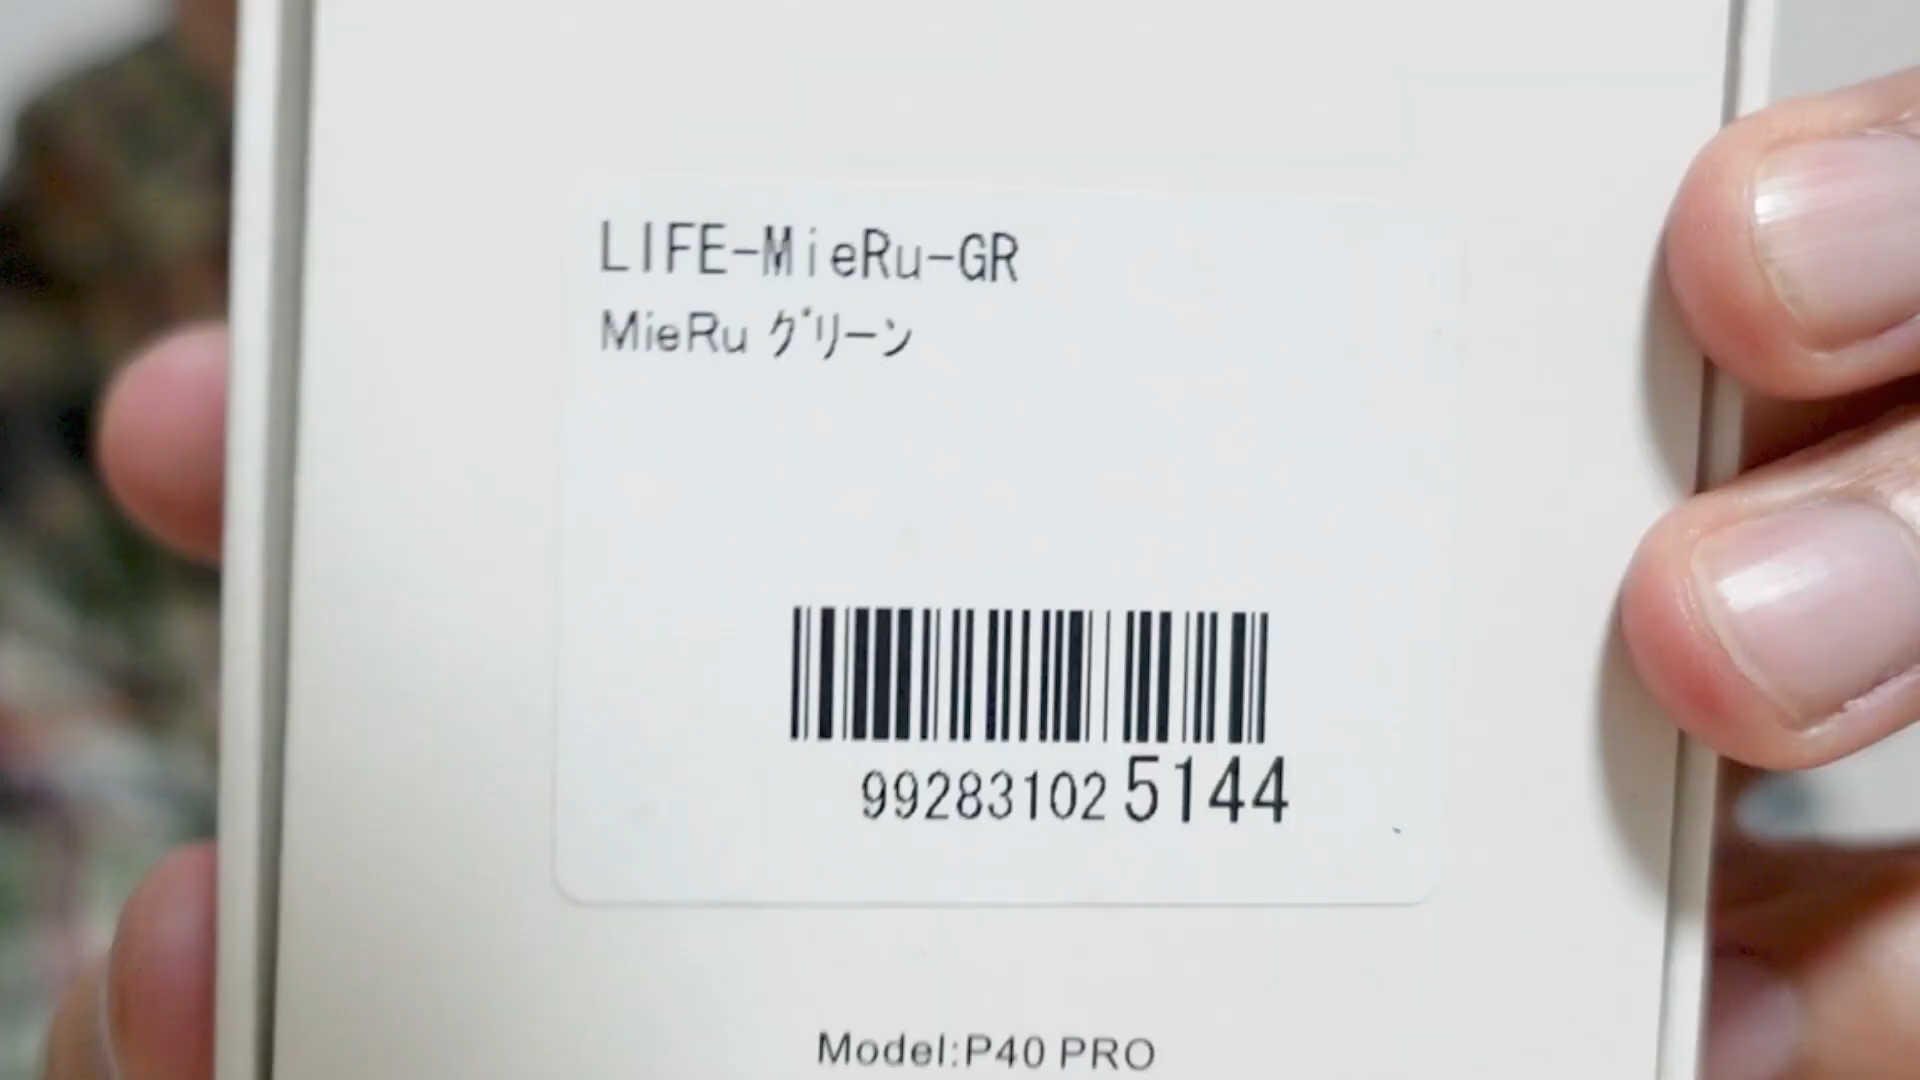 LIFE-MieRu-GR
MieRu グリーン
992831025144
Model:P40 PRO